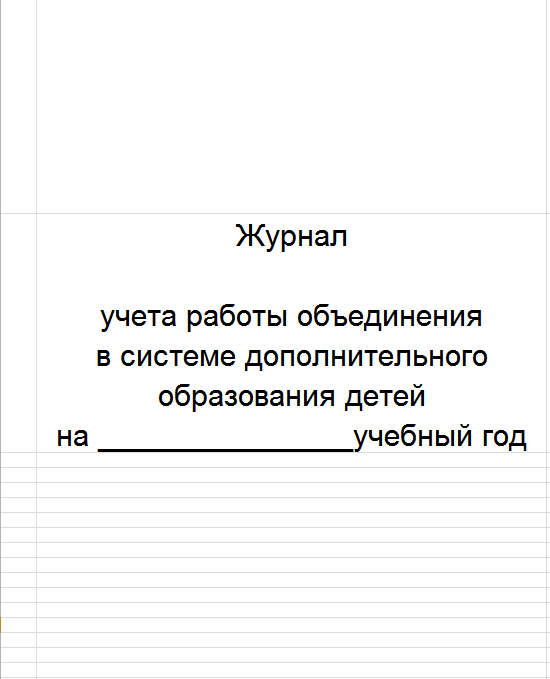 Журнал
учета работы объединения
в системе дополнительного
образования детей
на ________________учебный год